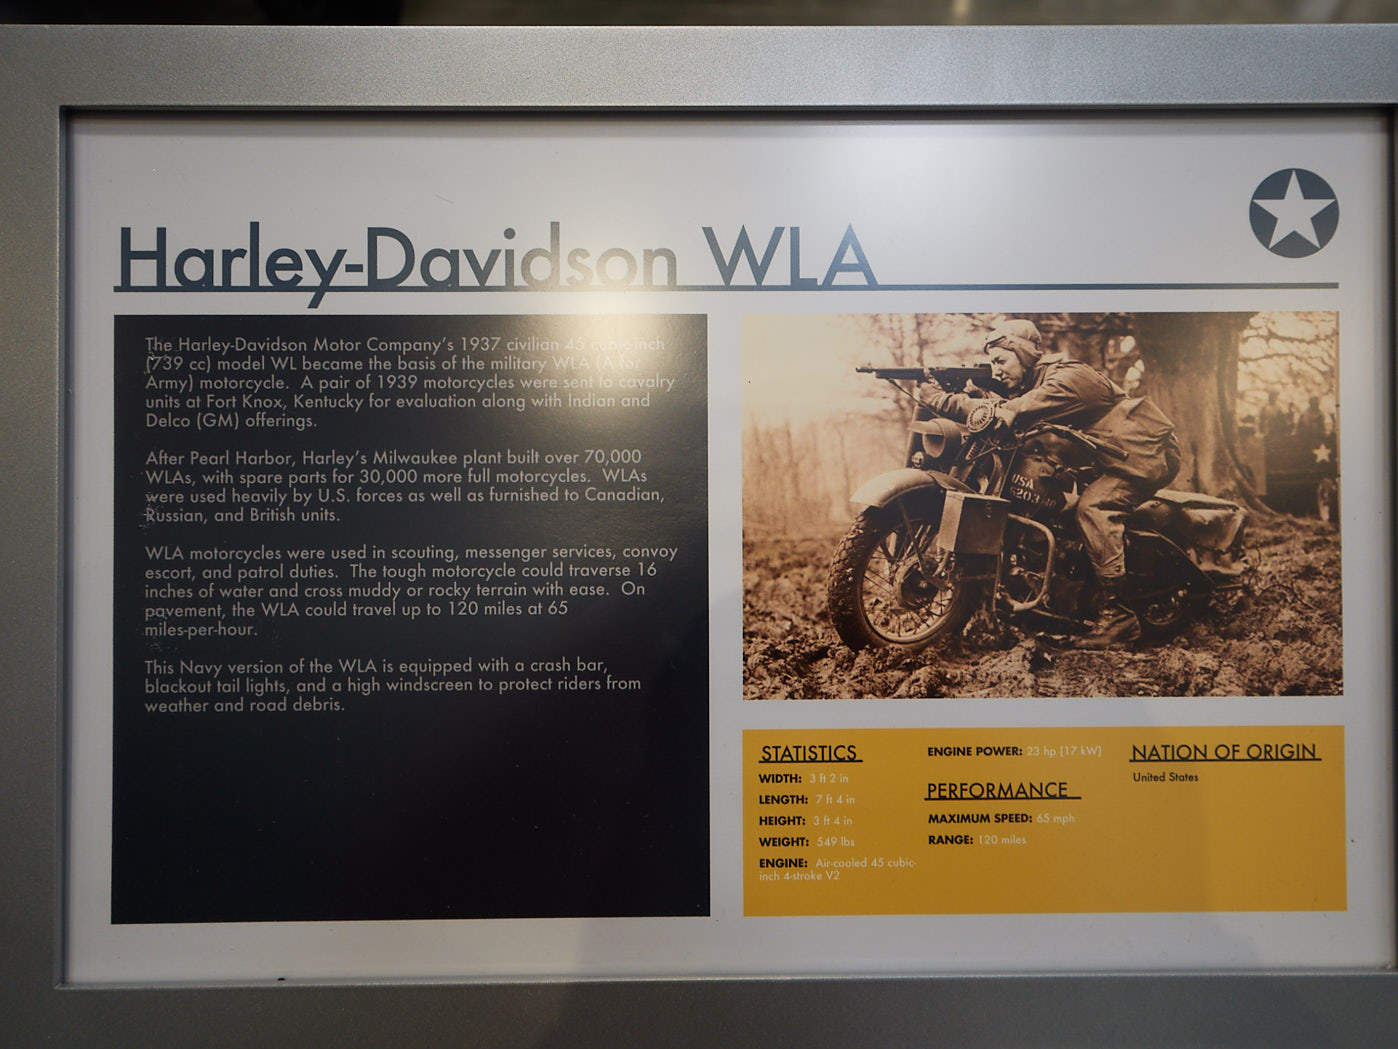 Harley-Davidson WLA
The Harley-Davidson Motor Company's 1937 civilian 45 cubic inch
(739 cc) model WL became the basis of the military WLA (A for
Army) motorcycle. A pair of 1939 motorcycles were sent to cavalry
units at Fort Knox, Kentucky for evaluation along with Indian and
Delco (GM) offerings.
After Pearl Harbor, Harley's Milwaukee plant built over 70,000
WLAs, with spare parts for 30,000 more full motorcycles. WLAs
were used heavily by U.S. forces as well as furnished to Canadian,
Russian, and British units.
WLA motorcycles were used in scouting, messenger services, convoy
escort, and patrol duties. The tough motorcycle could traverse 16
inches of water and cross muddy or rocky terrain with ease. On
pavement, the WLA could travel up to 120 miles at 65
miles-per-hour.
This Navy version of the WLA is equipped with a crash bar,
blackout tail lights, and a high windscreen to protect riders from
weather and road debris.
USA
STATISTICS
WIDTH: 3 ft 2 in
LENGTH: 7 ft 4 in
HEIGHT: 3 ft 4 in
WEIGHT: 549 lbs
ENGINE: Air-cooled 45 cubic-
inch 4-stroke V2
ENGINE POWER: 23 hp (17 kW)
PERFORMANCE
MAXIMUM SPEED: 65 mph
RANGE: 120 miles
NATION OF ORIGIN
United States